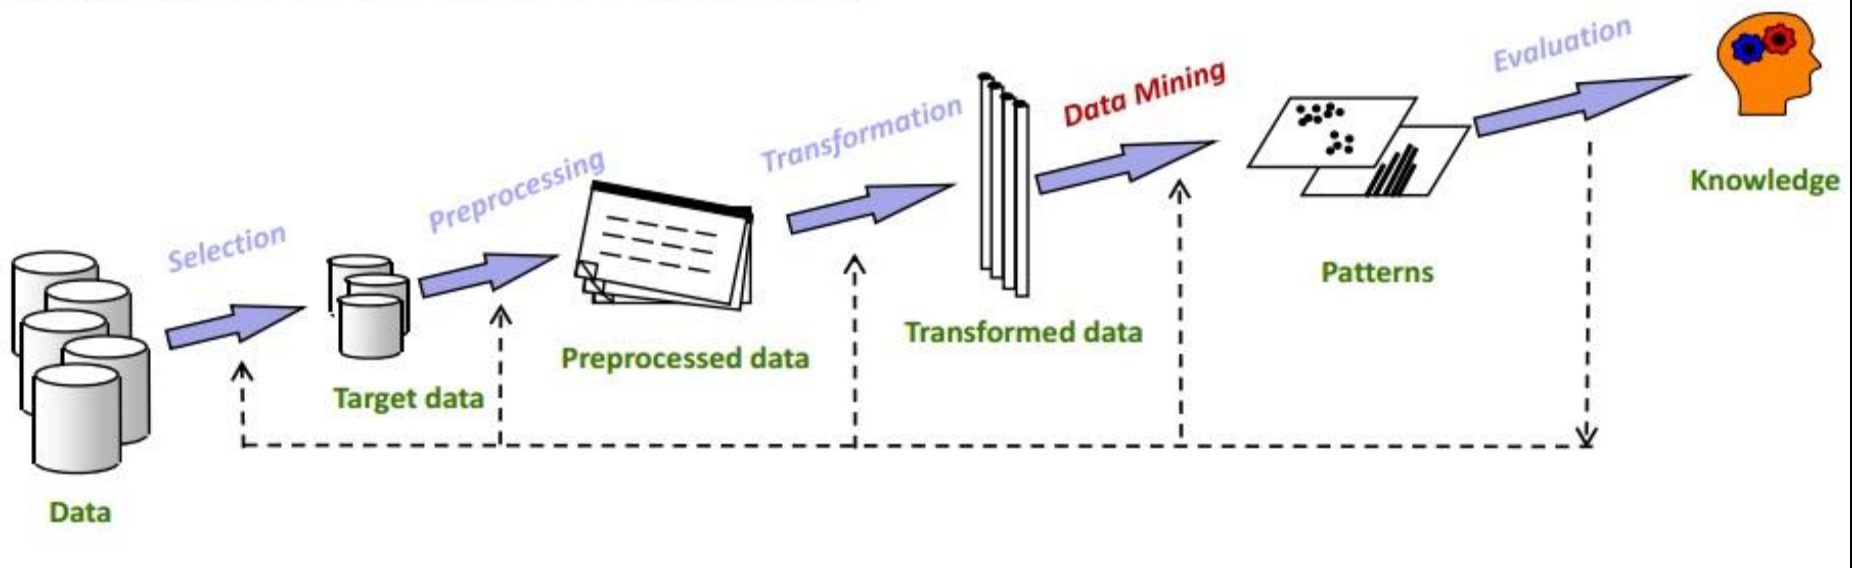 Selection
Preprocessing
Transformation
Data Mining
Evaluation
Data
Target data
Preprocessed data
Transformed data
Patterns
Knowledge